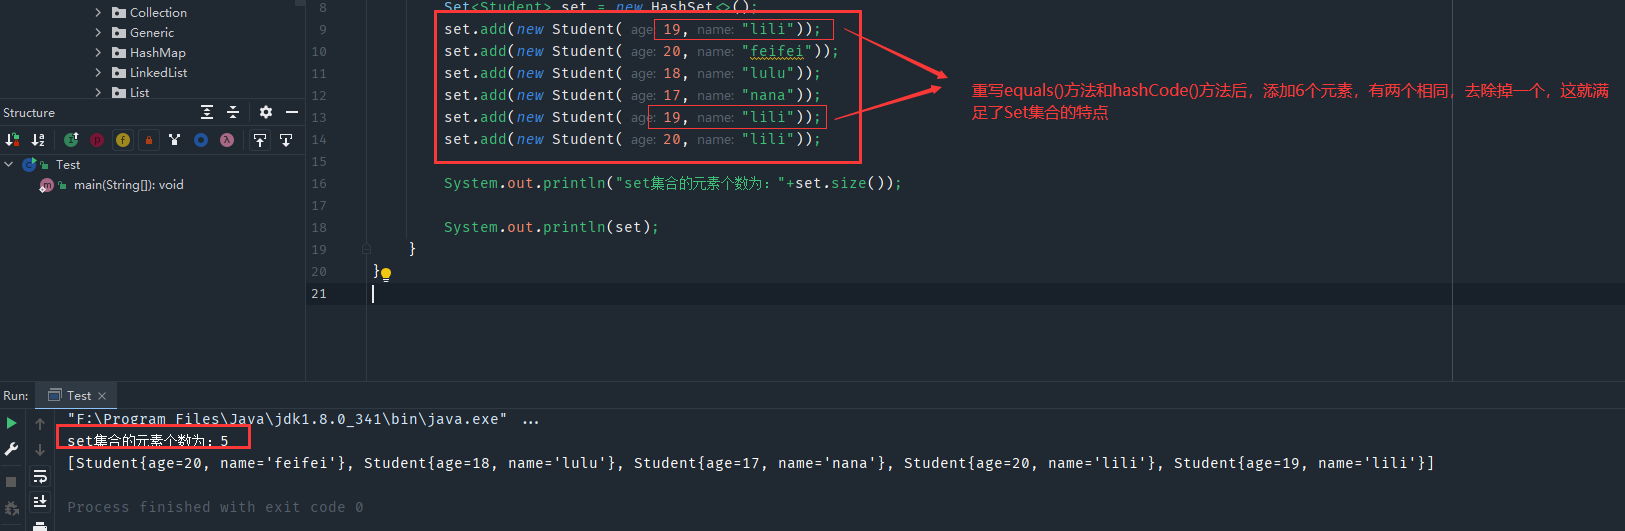 Collection
Generic
HashMap
LinkedList
List
Structure
Test
main(String[]): void
8 Set<Student> set = new HashSet<>();
9 set.add(new Student( age: 19, name: "lili"));
10 set.add(new Student( age: 20, name: "feifei"));
11 set.add(new Student( age: 18, name: "lulu"));
12 set.add(new Student( age: 17, name: "nana"));
13 set.add(new Student( age: 19, name: "lili"));
14 set.add(new Student( age: 20, name: "lili"));
15
16 System.out.println("set集合的元素个数为："+set.size());
17
18 System.out.println(set);
19 }
20 }
21
重写equals()方法和hashCode()方法后，添加6个元素，有两个相同，去除掉一个，这就满
足了Set集合的特点
Run: Test
"F:\Program Files\Java\jdk1.8.0_341\bin\java.exe" ...
set集合的元素个数为：5
[Student{age=20, name='feifei'}, Student{age=18, name='lulu'}, Student{age=17, name='nana'}, Student{age=20, name='lili'}, Student{age=19, name='lili'}]
Process finished with exit code 0